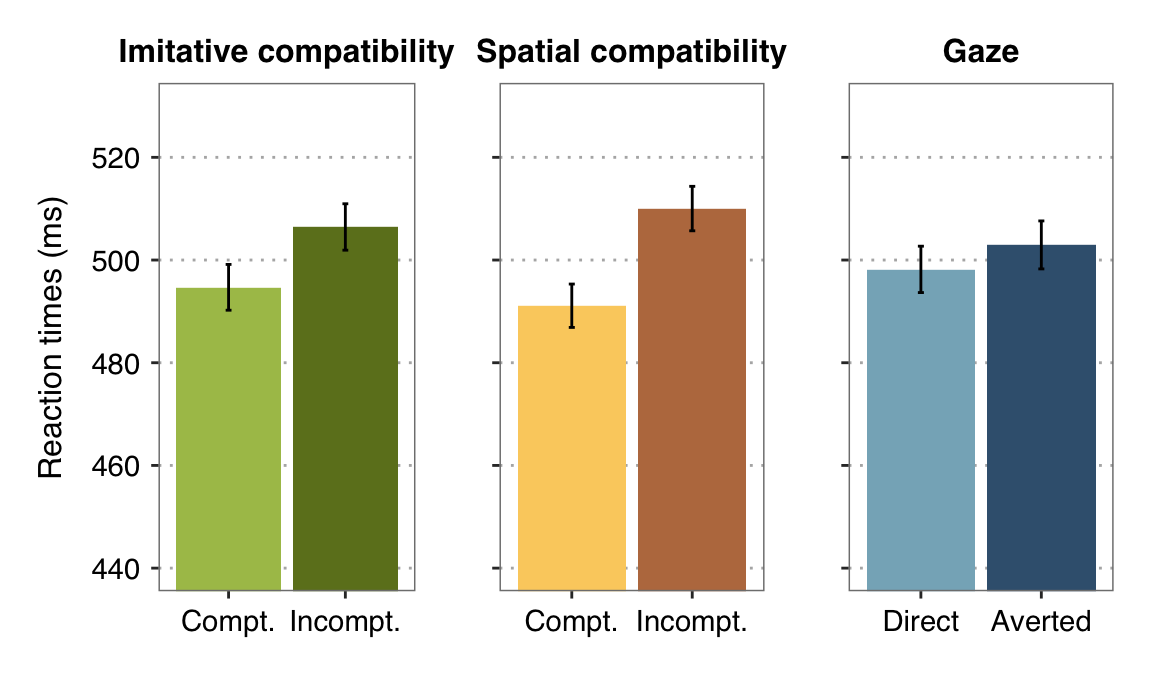 Imitative compatibility
Spatial compatibility
Gaze
Reaction times (ms)
520
500
480
460
440
Compt. Incompt.
Compt. Incompt.
Direct Averted